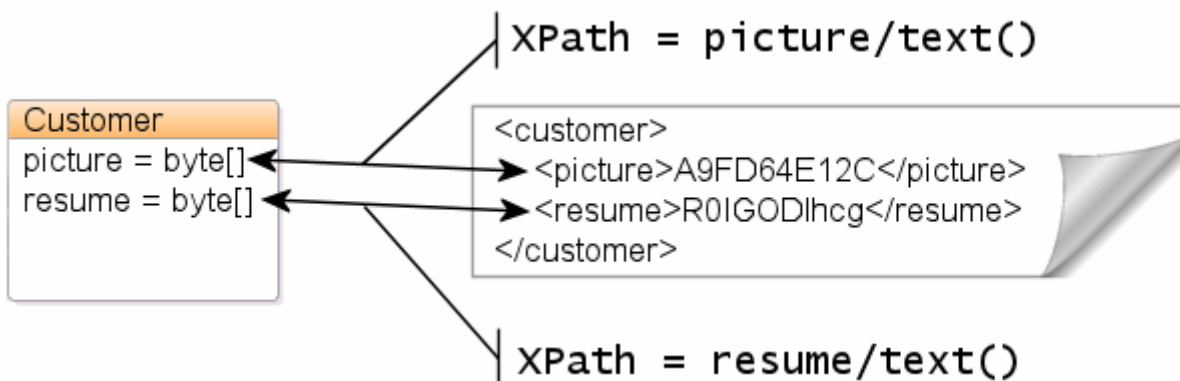 XPath = picture/text()
Customer
picture = byte[]
resume = byte[]
<customer>
<picture>A9FD64E12C</picture>
<resume>R0IGODlhcg</resume>
</customer>
XPath = resume/text()